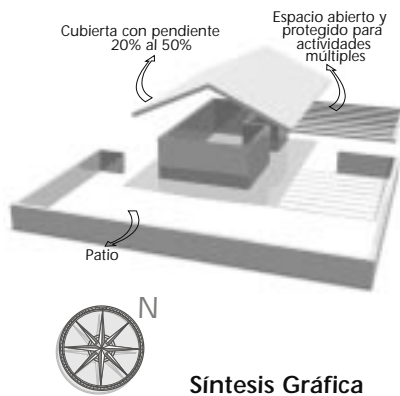 Cubierta con pendiente
20% al 50%
Espacio abierto y
protegido para
actividades
múltiples
Patio
N
Síntesis Gráfica